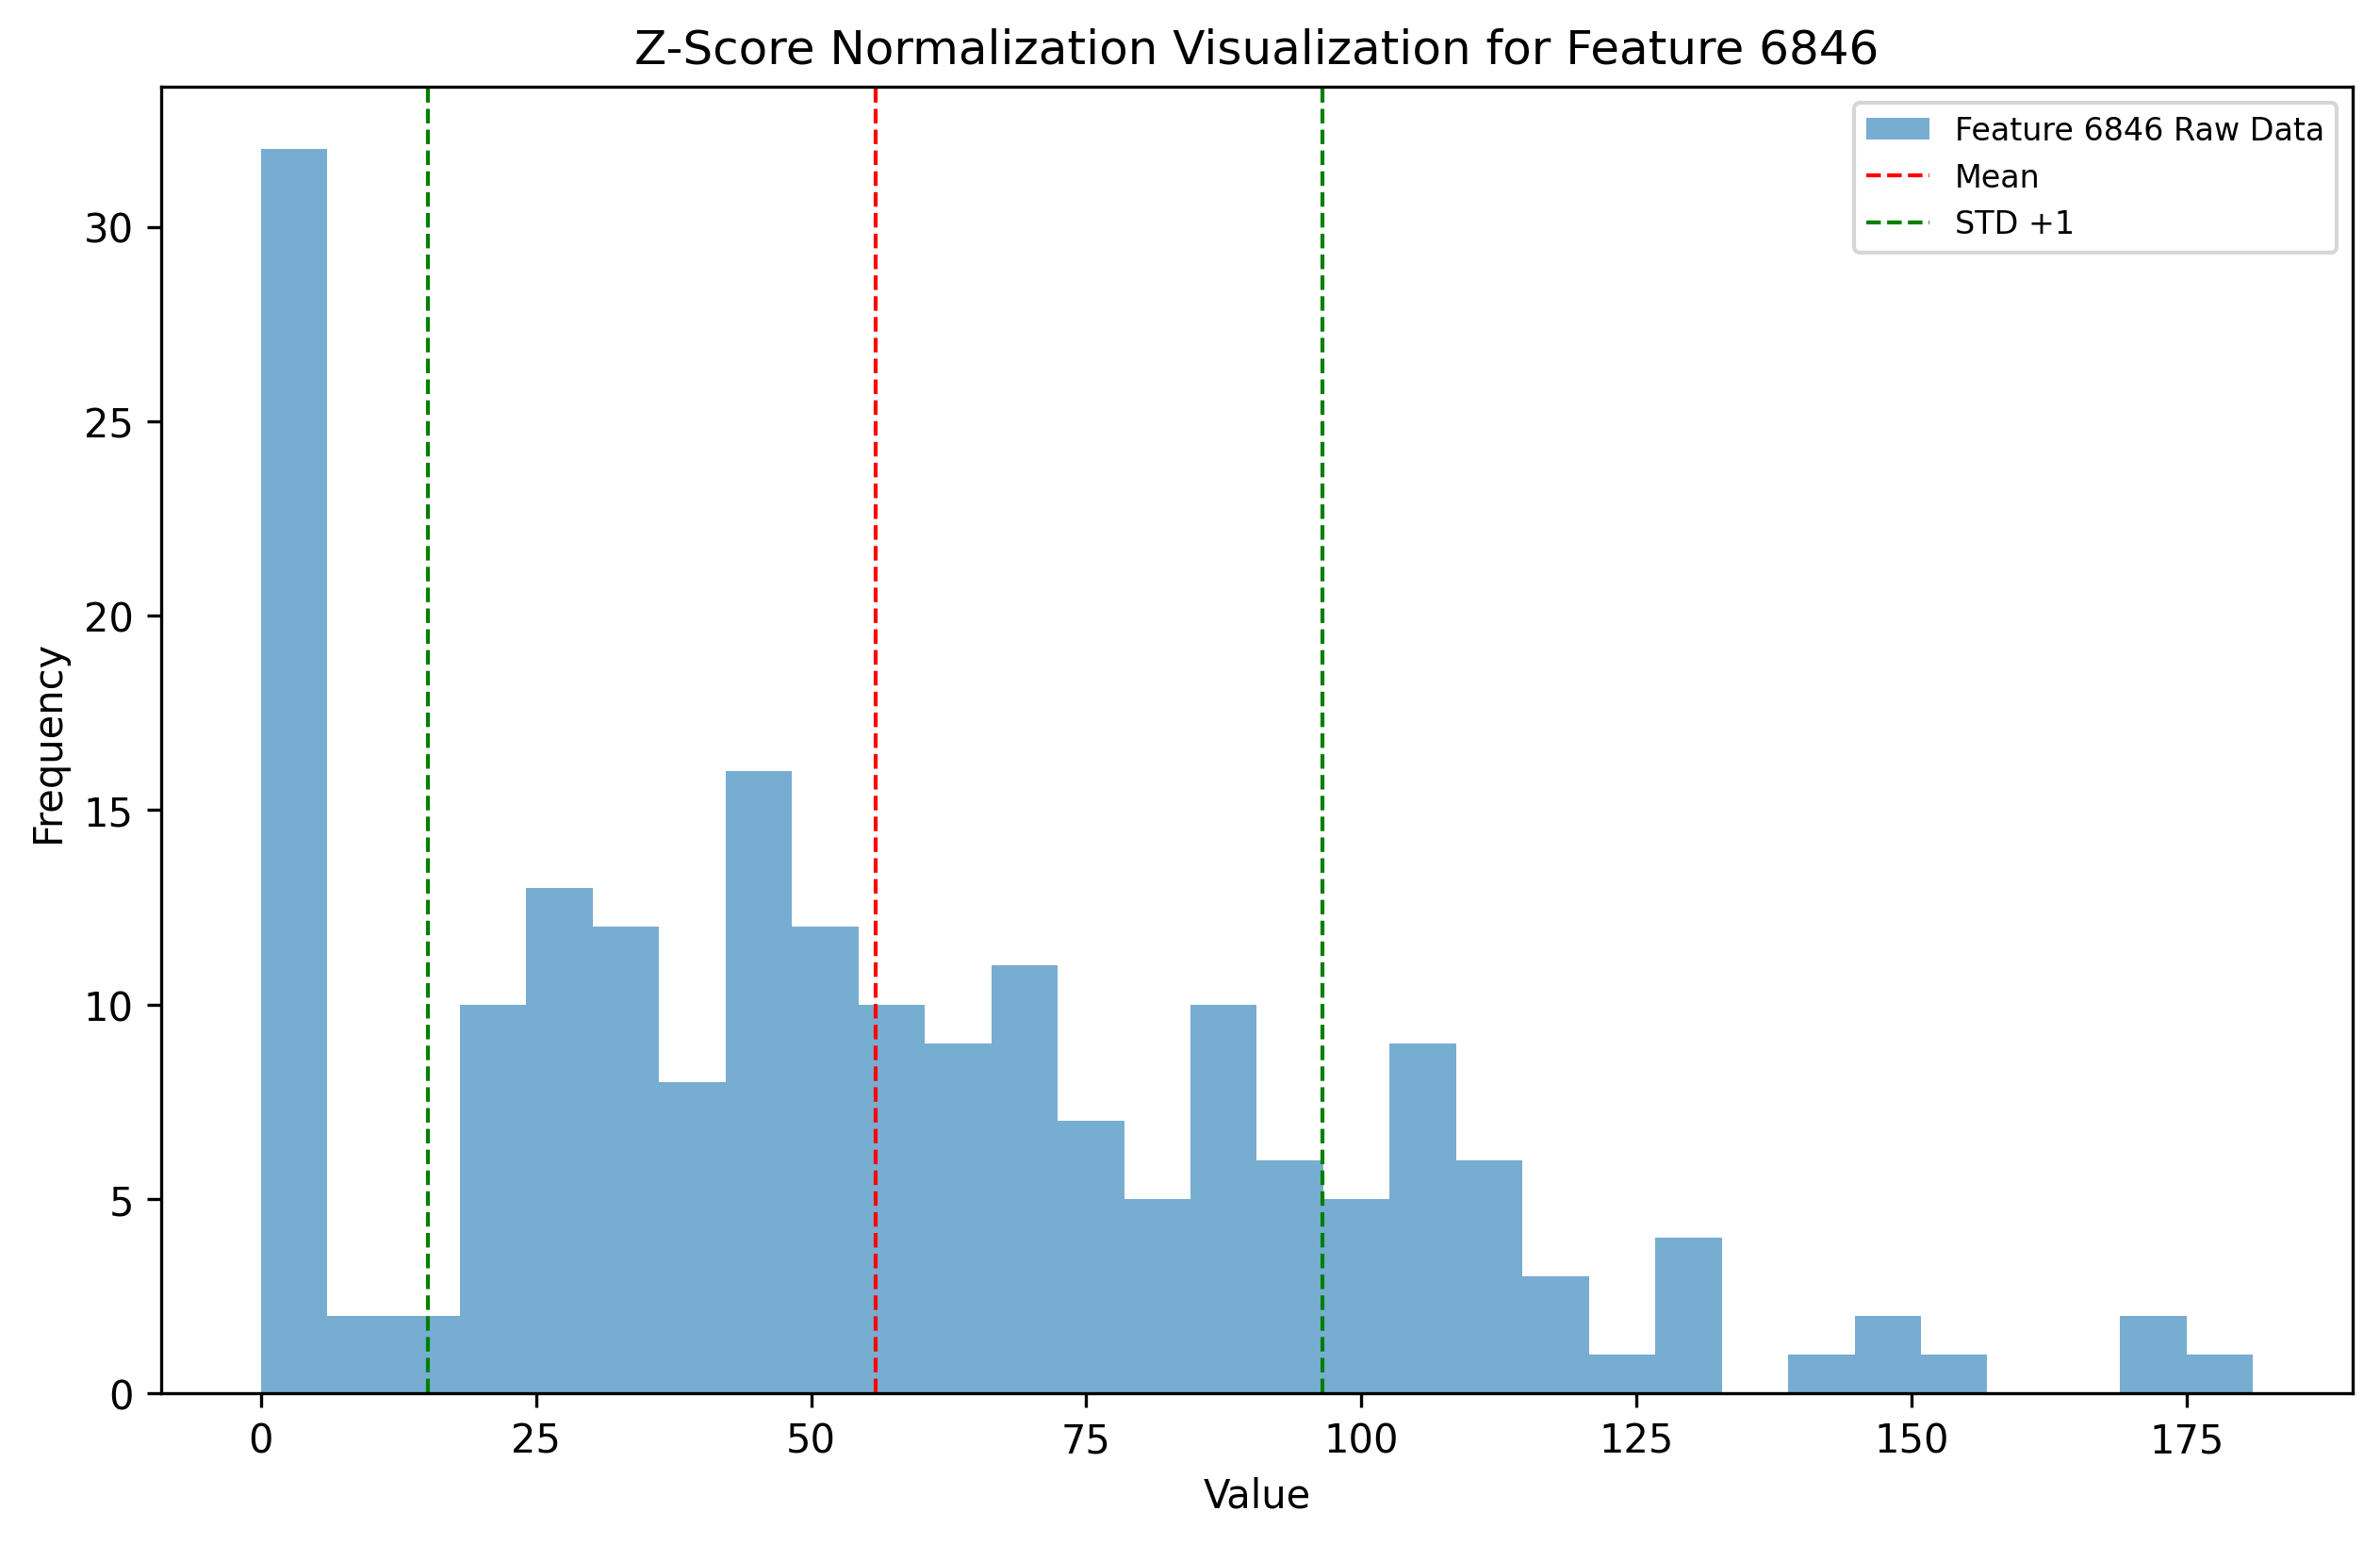 Z-Score Normalization Visualization for Feature 6846
Feature 6846 Raw Data
Mean
STD +1
Frequency
30
25
20
15
10
5
0
0 25 50 75 100 125 150 175
Value